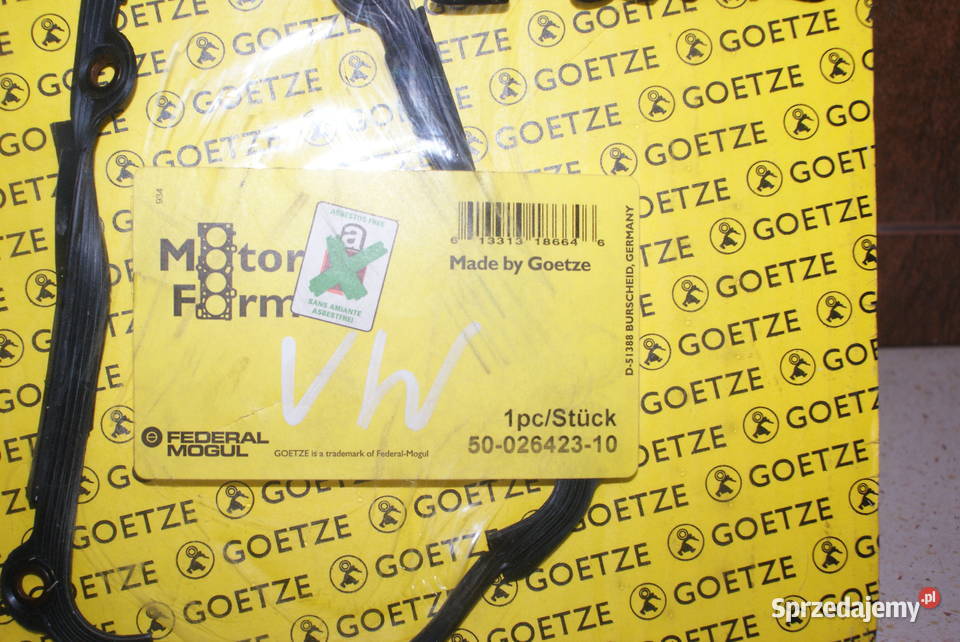 GOETZE
934
ASBESTOS FREE
a
SANS AMIANTE
ASBESTFREI
Motor
Form
6 13313 18664 6
Made by Goetze
D-51388 BURSCHEID, GERMANY
VW
1pc/Stück
50-026423-10
FEDERAL
MOGUL
GOETZE is a trademark of Federal-Mogul
Sprzedajemy.pl